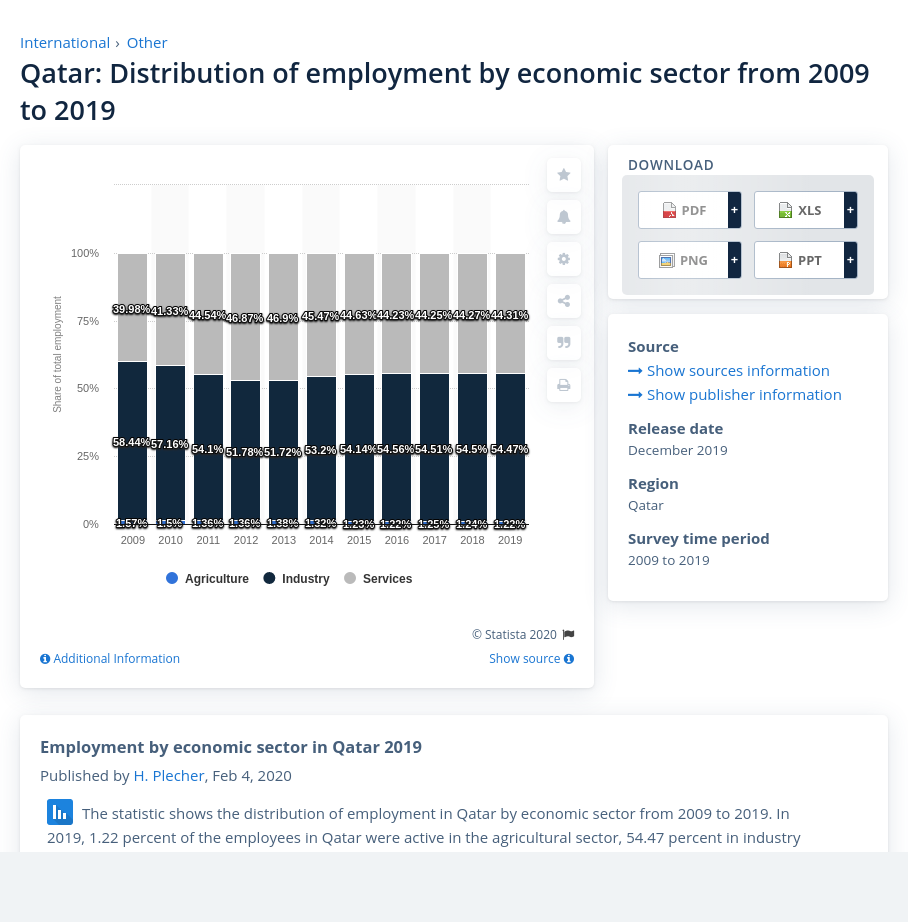 International › Other
Qatar: Distribution of employment by economic sector from 2009
to 2019
DOWNLOAD
PDF +
XLS +
PNG +
PPT +
100%
75%
50%
25%
0%
Share of total employment
39.98% 41.33% 44.54% 46.87% 46.9% 45.47% 44.63% 44.23% 44.25% 44.27% 44.31%
58.44% 57.16% 54.1% 51.78% 51.72% 53.2% 54.14% 54.56% 54.51% 54.5% 54.47%
1.57% 1.5% 1.36% 1.36% 1.38% 1.32% 1.23% 1.22% 1.25% 1.24% 1.22%
2009 2010 2011 2012 2013 2014 2015 2016 2017 2018 2019
Agriculture Industry Services
© Statista 2020
Additional Information
Show source
Source
Show sources information
Show publisher information
Release date
December 2019
Region
Qatar
Survey time period
2009 to 2019
Employment by economic sector in Qatar 2019
Published by H. Plecher, Feb 4, 2020
The statistic shows the distribution of employment in Qatar by economic sector from 2009 to 2019. In
2019, 1.22 percent of the employees in Qatar were active in the agricultural sector, 54.47 percent in industry